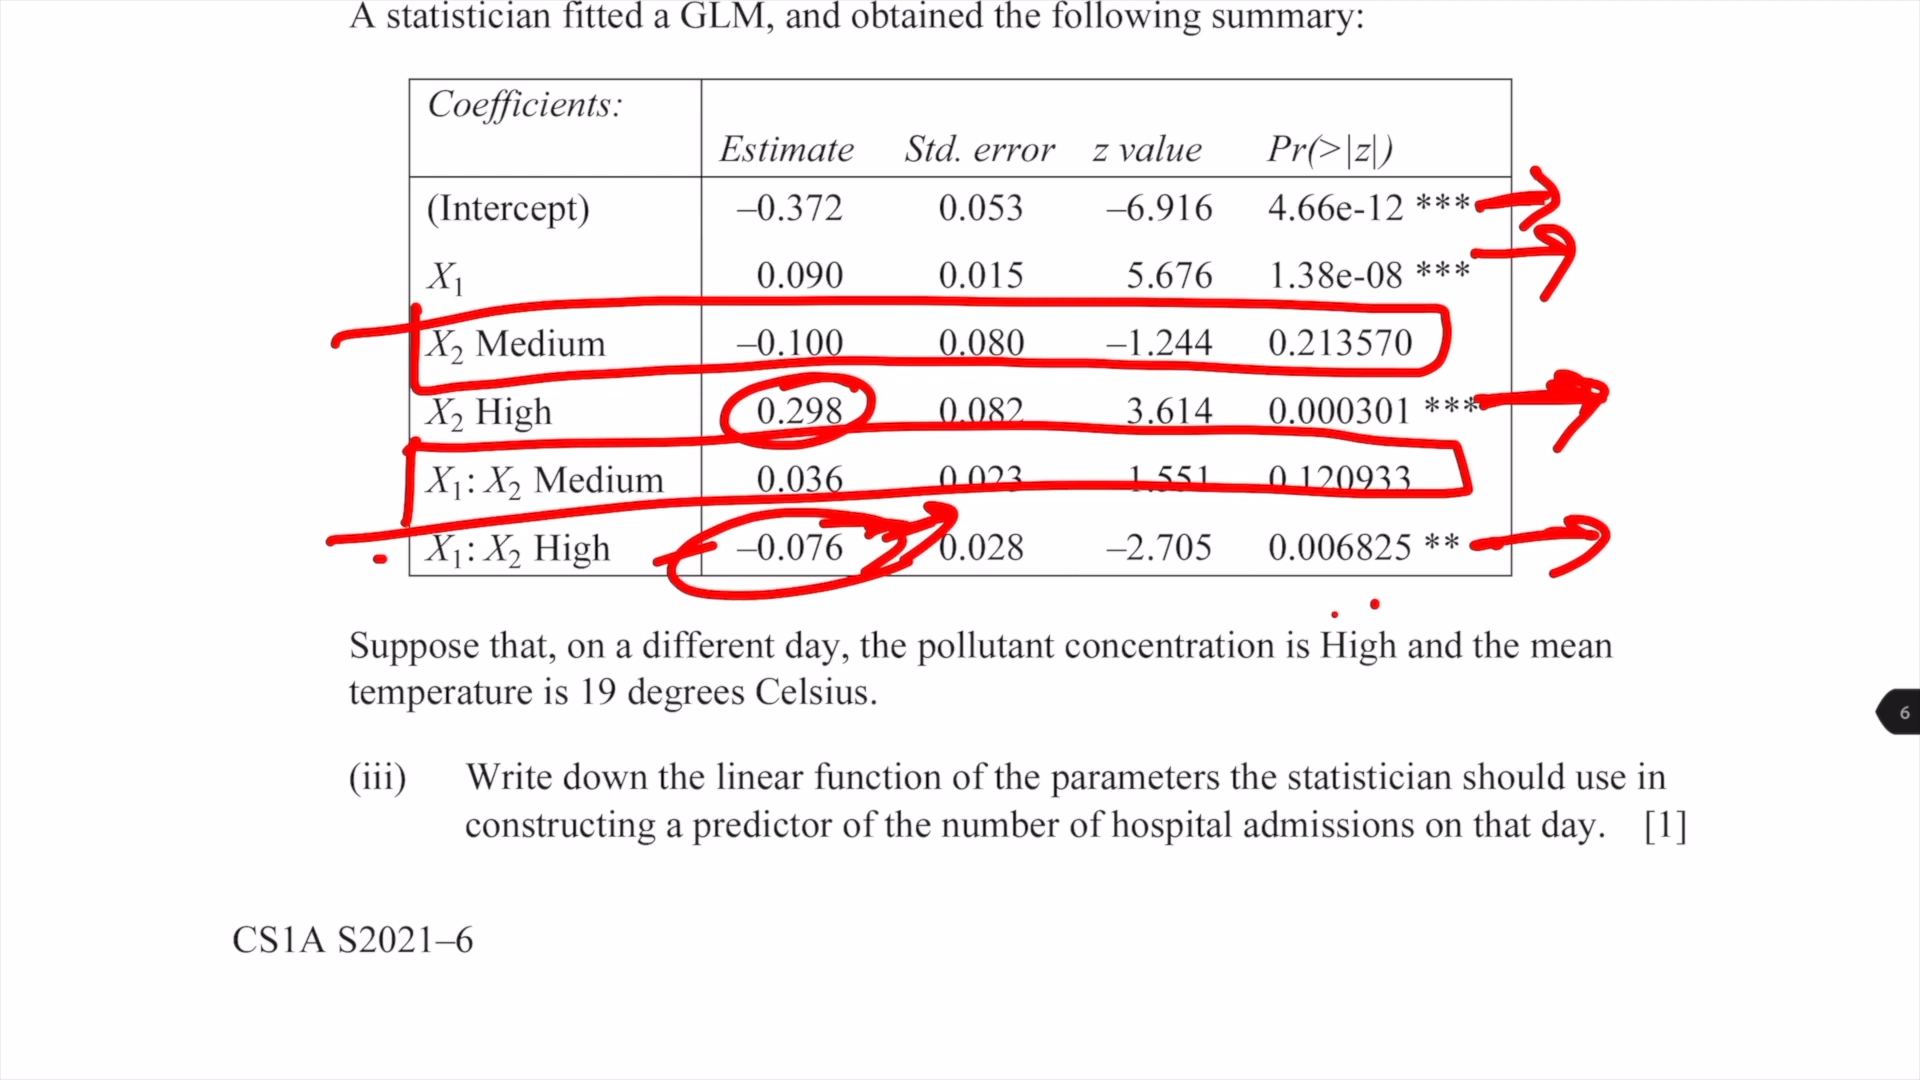 A statistician fitted a GLM, and obtained the following summary:
Coefficients:
Estimate Std. error z value Pr(>|z|)
(Intercept) –0.372 0.053 –6.916 4.66e-12 ***
X₁ 0.090 0.015 5.676 1.38e-08 ***
X₂ Medium –0.100 0.080 –1.244 0.213570
X₂ High 0.298 0.082 3.614 0.000301 ***
X₁: X₂ Medium 0.036 0.023 1.551 0.120933
X₁: X₂ High –0.076 0.028 –2.705 0.006825 **
Suppose that, on a different day, the pollutant concentration is High and the mean
temperature is 19 degrees Celsius.
(iii) Write down the linear function of the parameters the statistician should use in
constructing a predictor of the number of hospital admissions on that day. [1]
CS1A S2021–6
6